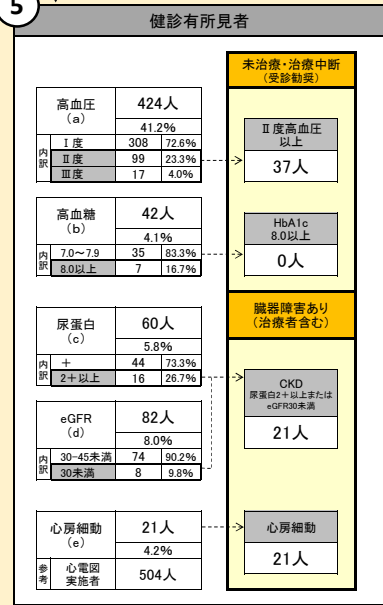 5
健診有所見者
未治療・治療中断
(受診勧奨)
高血圧
(a)
424人
41.2%
内訳
Ⅰ度 308 72.6%
Ⅱ度 99 23.3%
Ⅲ度 17 4.0%
Ⅱ度高血圧
以上
37人
高血糖
(b)
42人
4.1%
内訳
7.0～7.9 35 83.3%
8.0以上 7 16.7%
HbA1c
8.0以上
0人
臓器障害あり
(治療者含む)
尿蛋白
(c)
60人
5.8%
内訳
＋ 44 73.3%
2＋以上 16 26.7%
CKD
尿蛋白2＋以上または
eGFR30未満
21人
eGFR
(d)
82人
8.0%
内訳
30-45未満 74 90.2%
30未満 8 9.8%
心房細動
(e)
21人
4.2%
参考
心電図
実施者
504人
心房細動
21人